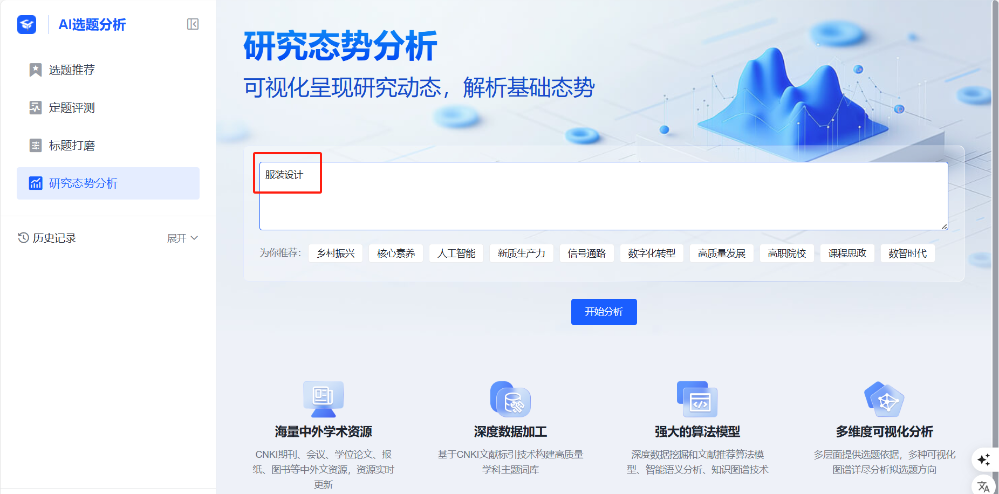 AI选题分析
选题推荐
定题评测
标题打磨
研究态势分析
历史记录
展开
研究态势分析
可视化呈现研究动态，解析基础态势
服装设计
为你推荐： 乡村振兴 核心素养 人工智能 新质生产力 信号通路 数字化转型 高质量发展 高职院校 课程思政 数智时代
开始分析
海量中外学术资源
CNKI期刊、会议、学位论文、报
纸、图书等中外文资源，资源实时
更新
深度数据加工
基于CNKI文献标引技术构建高质量
学科主题词库
强大的算法模型
深度数据挖掘和文献推荐算法模
型、智能语义分析、知识图谱技术
多维度可视化分析
多层面提供选题依据，多种可视化
图谱详尽分析拟选题方向